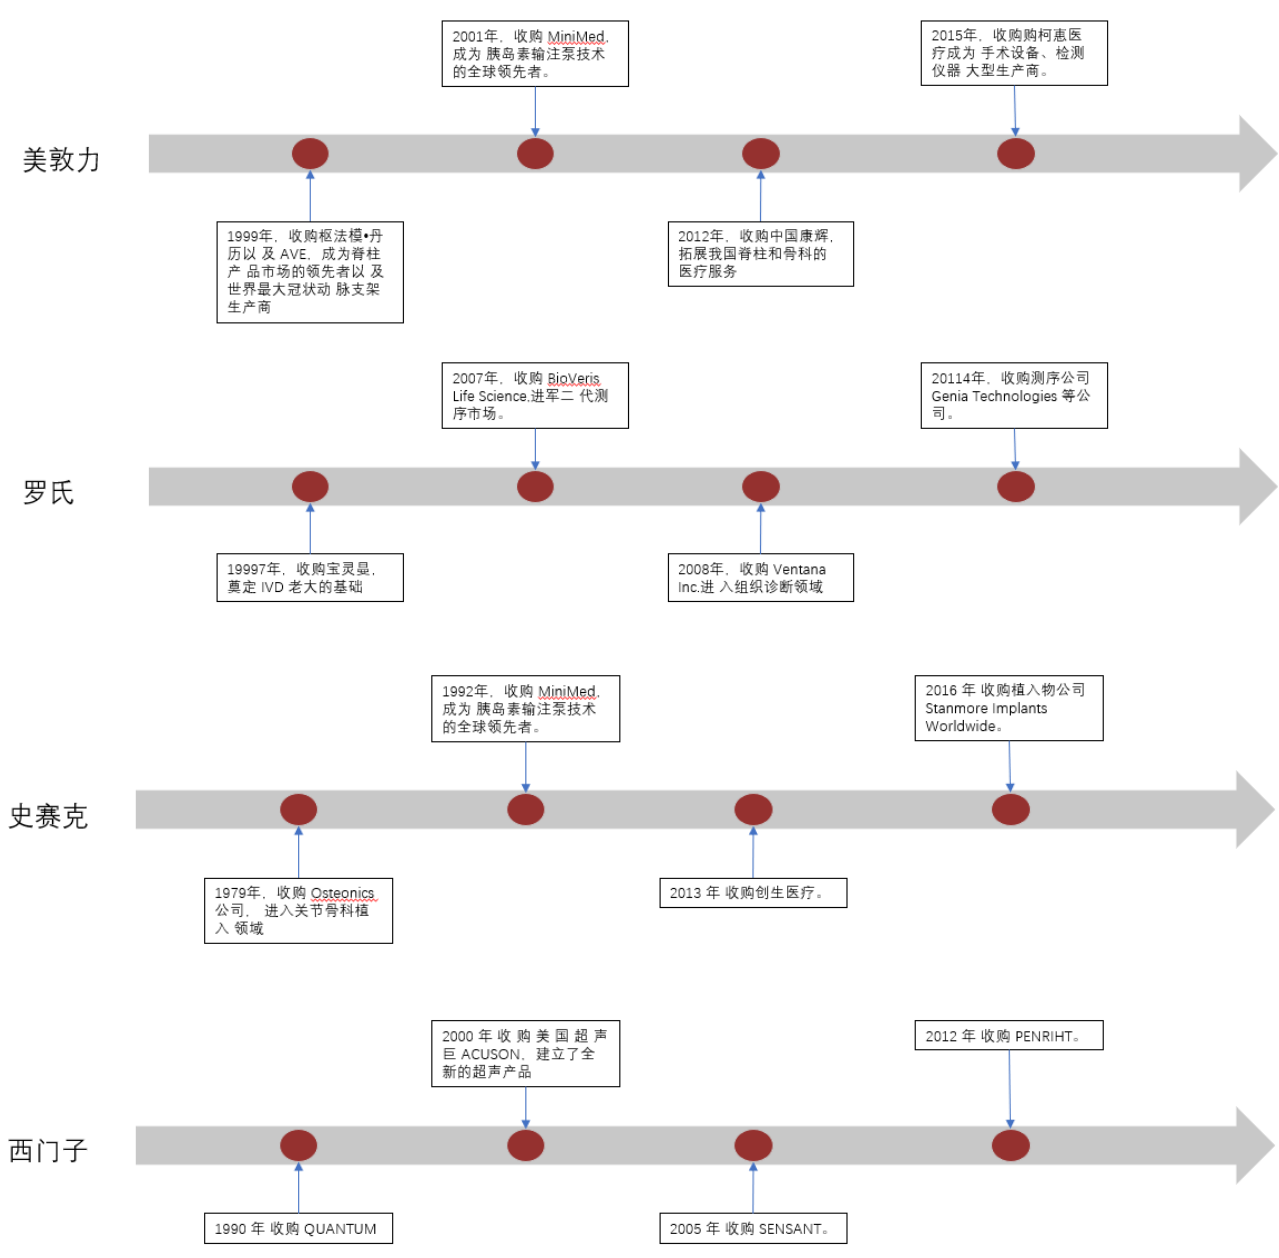 2001年，收购 MiniMed，
成为 胰岛素输注泵技术
的全球领先者。
2015年，收购购柯惠医
疗成为 手术设备、检测
仪器 大型生产商。
美敦力
1999年，收购枢法模•丹
历以 及 AVE，成为脊柱
产 品市场的领先者以 及
世界最大冠状动 脉支架
生产商
2012年，收购中国康辉，
拓展我国脊柱和骨科的
医疗服务
2007年，收购 BioVeris
Life Science,进军二 代测
序市场。
20114年，收购测序公司
Genia Technologies 等公
司。
罗氏
19997年，收购宝灵曼，
奠定 IVD 老大的基础
2008年，收购 Ventana
Inc.进 入组织诊断领域
1992年，收购 MiniMed，
成为 胰岛素输注泵技术
的全球领先者。
2016 年 收购植入物公司
Stanmore Implants
Worldwide。
史赛克
1979年，收购 Osteonics
公司， 进入关节骨科植
入 领域
2013 年 收购创生医疗。
2000 年 收 购 美 国 超 声
巨 ACUSON，建立了全
新的超声产品
2012 年 收购 PENRIHT。
西门子
1990 年 收购 QUANTUM
2005 年 收购 SENSANT。